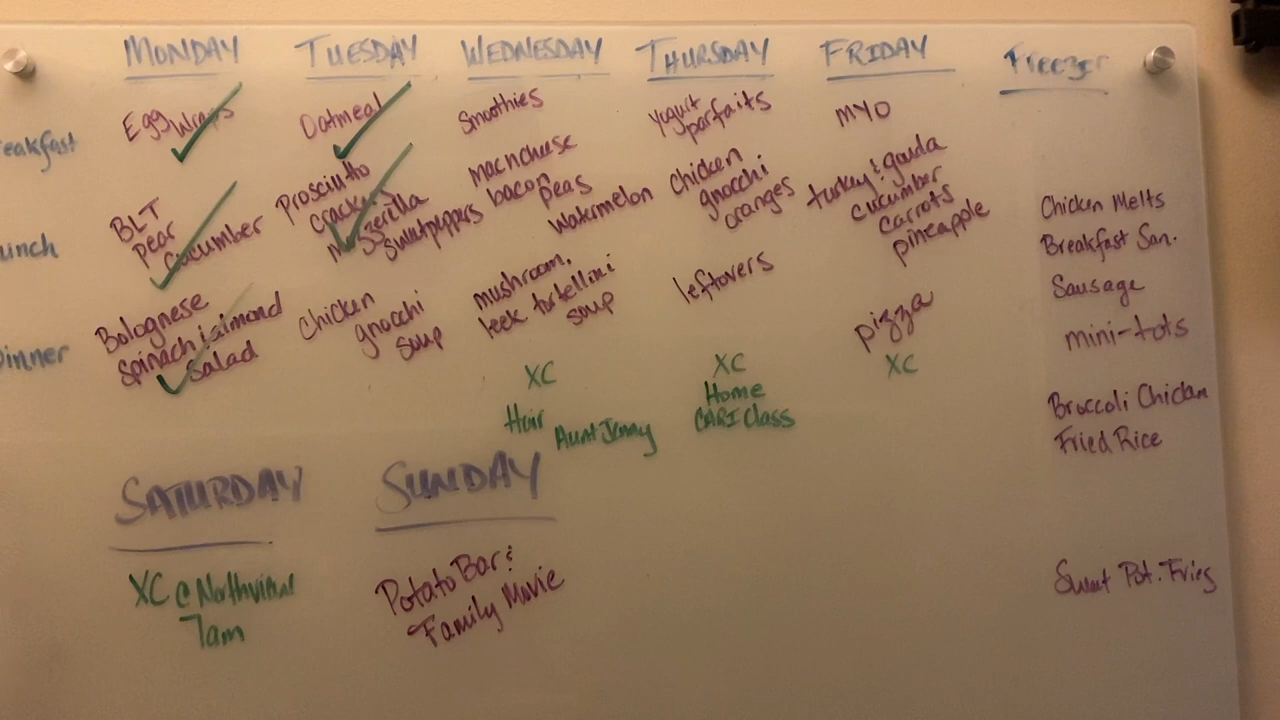 MONDAY TUESDAY WEDNESDAY THURSDAY FRIDAY Freezer
eakfast
Egg Wraps
Oatmeal
Smoothies
Yogurt
parfaits
MYO
unch
BLT
Pear
Cucumber
Prosciutto
crackers
Mozzerella
Sweet peppers
mac n cheese
bacon peas
Watermelon
Chicken
gnocchi
oranges
turkey & gouda
cucumber
carrots
pineapple
Dinner
Bolognese
Spinach almond
Salad
Chicken
gnocchi
soup
mushroom,
leek tortellini
soup
leftovers
pizza
XC
Hair
Aunt Jenny
XC
Home
CARI Class
XC
Chicken Melts
Breakfast San.
Sausage
mini-tots
Broccoli Chicken
Fried Rice
Sweet Pot. Fries
SATURDAY
XC @ Northview
7am
SUNDAY
Potato Bar &
Family Movie